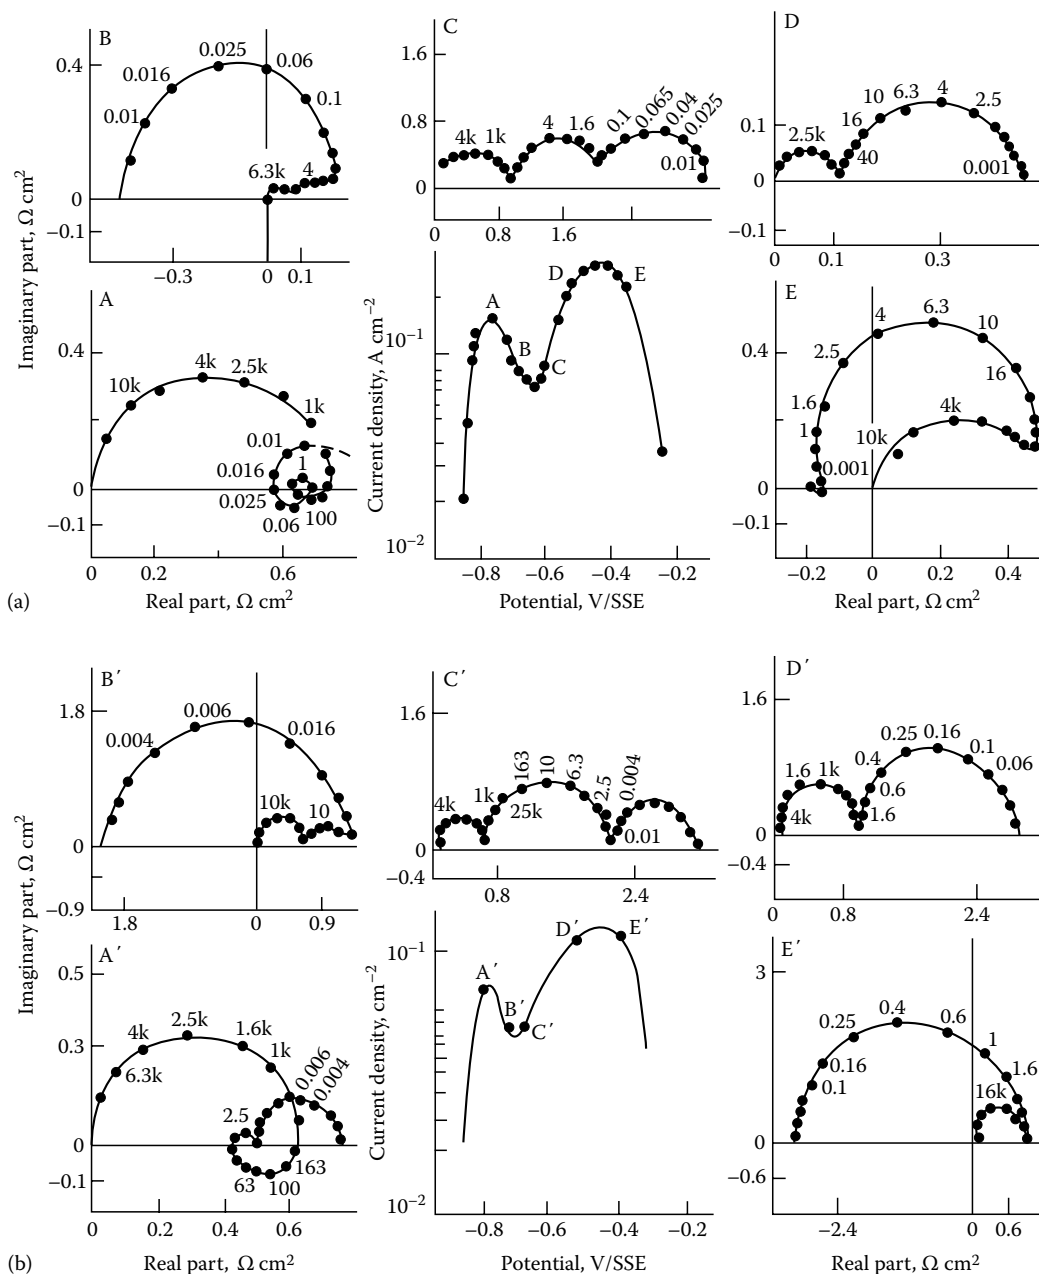 B
0.4
0
−0.1
0.025
0.016
0.01
0.06
0.1
6.3k
4
−0.3
0
0.1
Imaginary part, Ω cm2
C
1.6
0.8
0
4k
1k
4
1.6
0.1
0.065
0.04
0.025
0.01
0
0.8
1.6
D
0.1
0
−0.1
2.5k
16
10
6.3
4
2.5
40
0.001
0
0.1
0.3
A
0.4
0
−0.1
10k
4k
2.5k
1k
0.01
1
0.016
0.025
0.06
100
0
0.2
0.6
Real part, Ω cm2
Current density, A cm−2
10−1
10−2
A
B
C
D
E
−0.8
−0.6
−0.4
−0.2
Potential, V/SSE
E
0.4
0
−0.1
6.3
4
10
2.5
16
1.6
4k
1
10k
0.001
−0.2
0
0.2
0.4
Real part, Ω cm2
(a)
B′
1.8
0
−0.9
0.006
0.004
0.016
10k
10
1.8
0
0.9
Imaginary part, Ω cm2
C′
1.6
0
−0.4
4k
1k
163
10
6.3
2.5
0.004
25k
0.01
0.8
2.4
D′
1.6
0
−0.4
0.25
0.16
0.1
0.4
0.06
1.6
1k
0.6
4k
1.6
0
0.8
2.4
A′
0.5
0.3
0
−0.1
2.5k
4k
1.6k
6.3k
1k
0.006
0.004
2.5
63
100
163
0
0.4
0.6
Real part, Ω cm2
Current density, cm−2
10−1
10−2
A′
B′
C′
D′
E′
−0.8
−0.6
−0.4
−0.2
Potential, V/SSE
E′
3
0
−0.6
0.4
0.25
0.6
1
0.16
1.6
0.1
16k
−2.4
0
0.6
Real part, Ω cm2
(b)